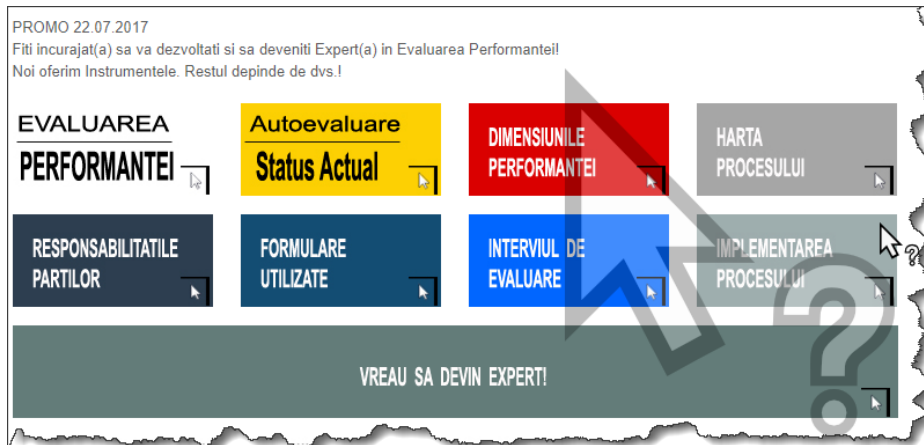 PROMO 22.07.2017
Fiti incurajat(a) sa va dezvoltati si sa deveniti Expert(a) in Evaluarea Performantei!
Noi oferim Instrumentele. Restul depinde de dvs.!
EVALUAREA
PERFORMANTEI
Autoevaluare
Status Actual
DIMENSIUNILE
PERFORMANTEI
HARTA
PROCESULUI
RESPONSABILITATILE
PARTILOR
FORMULARE
UTILIZATE
INTERVIUL DE
EVALUARE
IMPLEMENTAREA
PROCESULUI
VREAU SA DEVIN EXPERT!
?
?